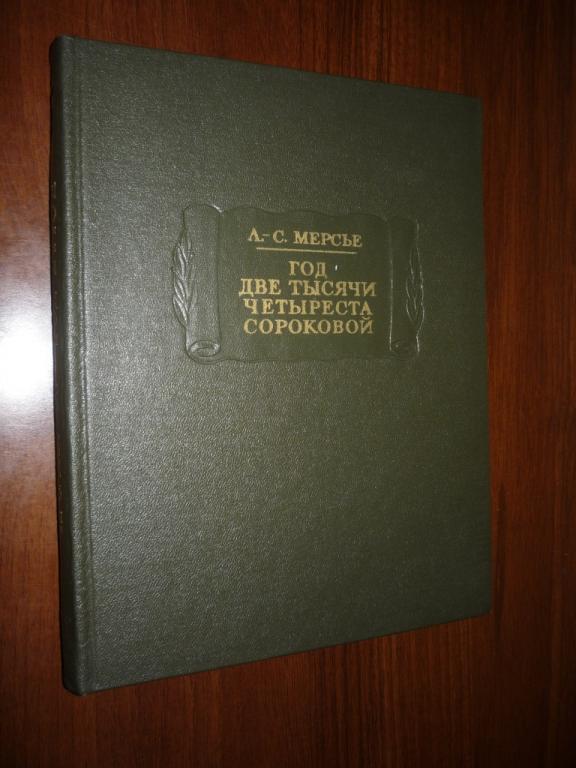 Л.-С. МЕРСЬЕ
ГОД
ДВЕ ТЫСЯЧИ
ЧЕТЫРЕСТА
СОРОКОВОЙ